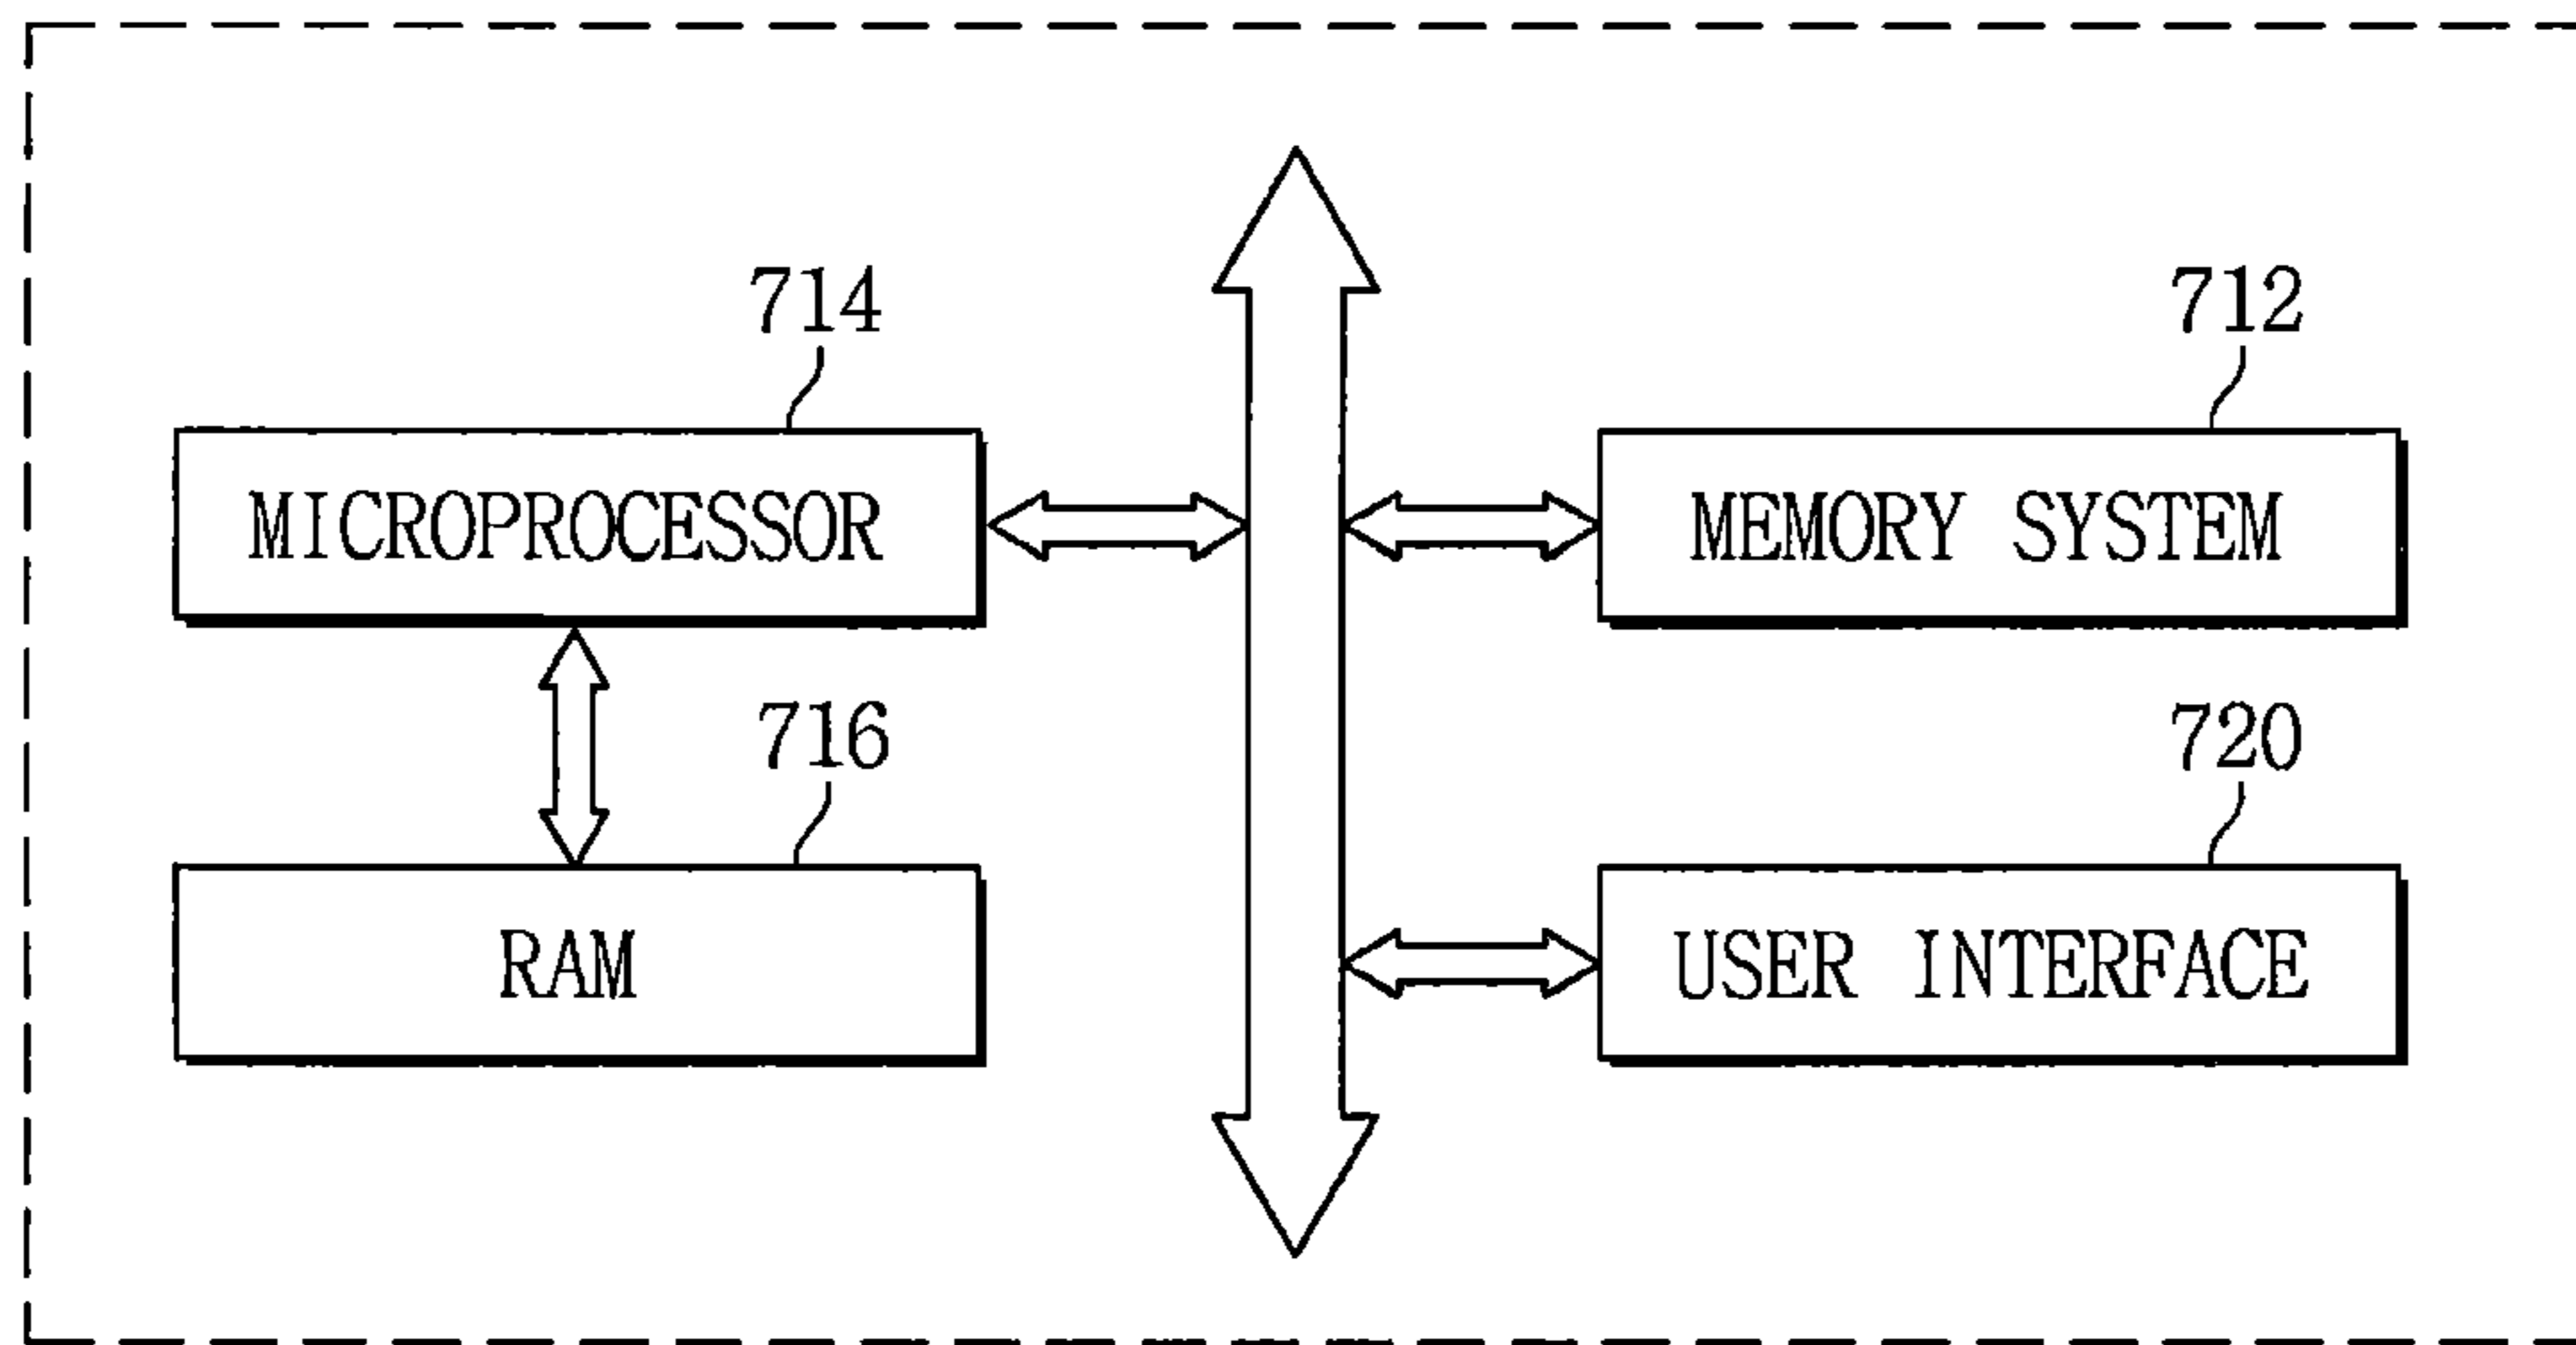 714
MICROPROCESSOR
712
MEMORY SYSTEM
716
RAM
720
USER INTERFACE